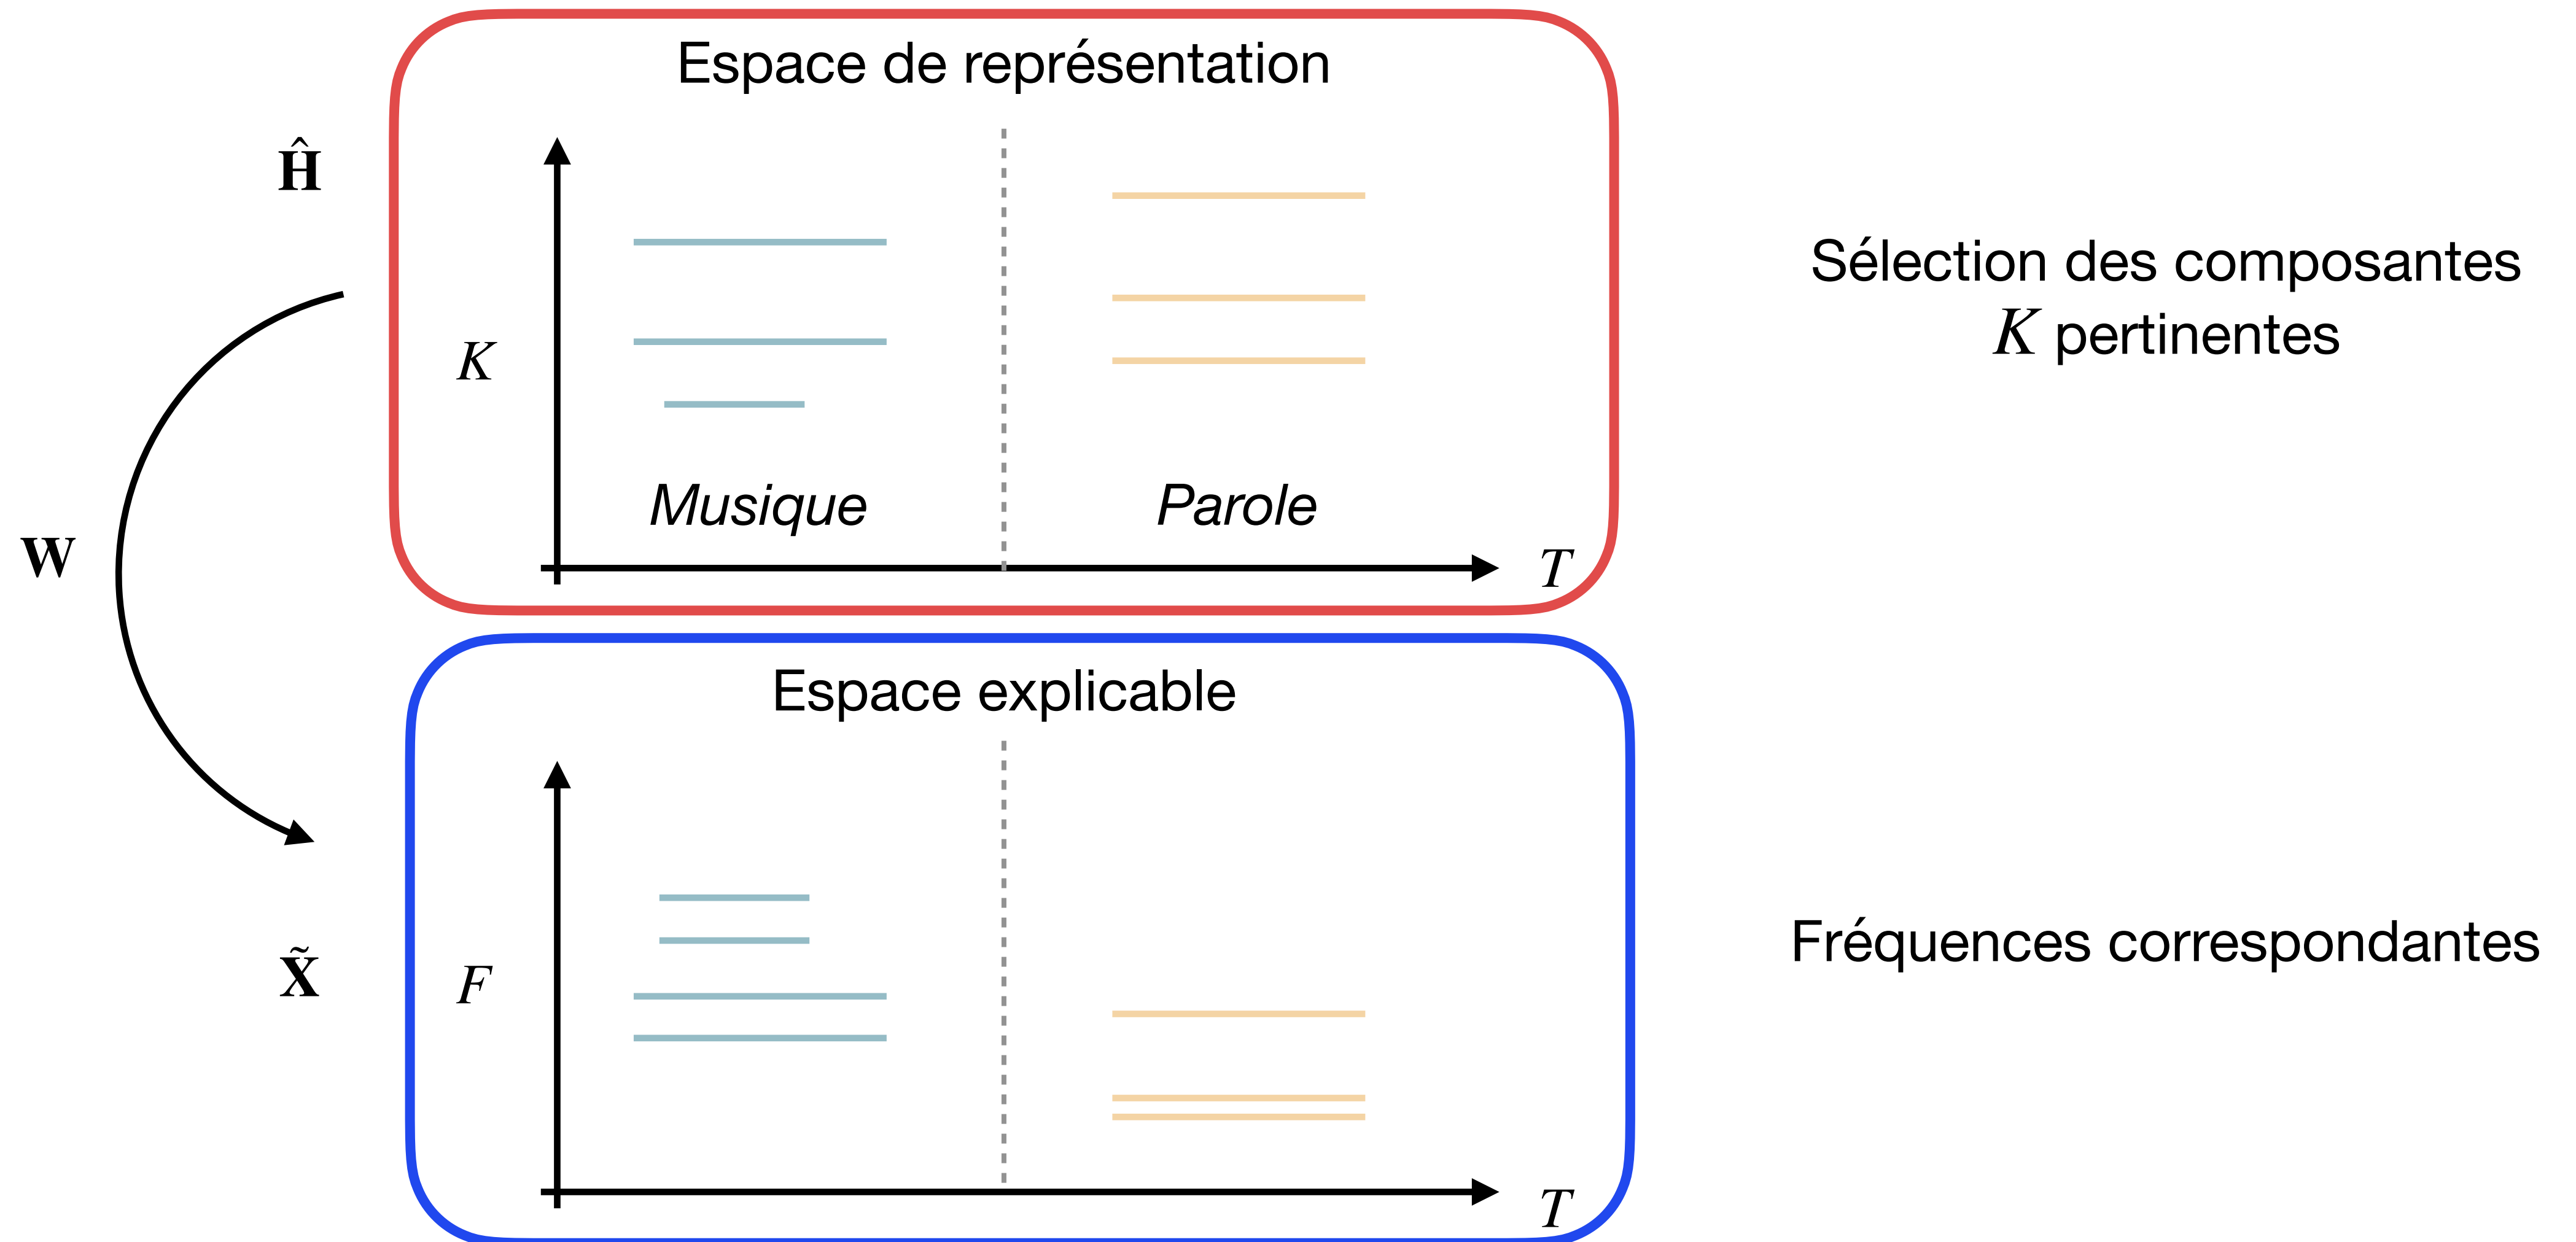 Espace de représentation
Ĥ
K
Musique
Parole
T
Sélection des composantes
K pertinentes
W
Espace explicable
X̃
F
T
Fréquences correspondantes